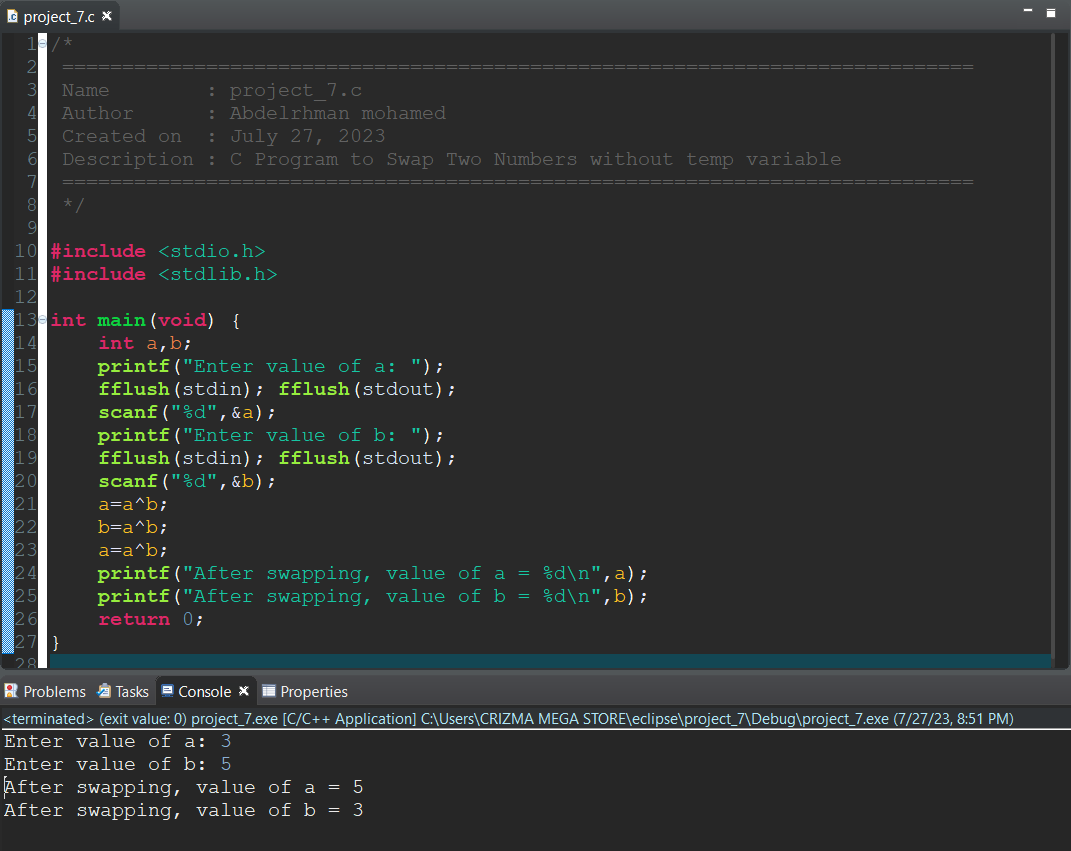 project_7.c
1 /*
2 ============================================================================
3 Name        : project_7.c
4 Author      : Abdelrhman mohamed
5 Created on  : July 27, 2023
6 Description : C Program to Swap Two Numbers without temp variable
7 ============================================================================
8 */
9
10 #include <stdio.h>
11 #include <stdlib.h>
12
13 int main(void) {
14     int a,b;
15     printf("Enter value of a: ");
16     fflush(stdin); fflush(stdout);
17     scanf("%d",&a);
18     printf("Enter value of b: ");
19     fflush(stdin); fflush(stdout);
20     scanf("%d",&b);
21     a=a^b;
22     b=a^b;
23     a=a^b;
24     printf("After swapping, value of a = %d\n",a);
25     printf("After swapping, value of b = %d\n",b);
26     return 0;
27 }
28
Problems Tasks Console Properties
<terminated> (exit value: 0) project_7.exe [C/C++ Application] C:\Users\CRIZMA MEGA STORE\eclipse\project_7\Debug\project_7.exe (7/27/23, 8:51 PM)
Enter value of a: 3
Enter value of b: 5
After swapping, value of a = 5
After swapping, value of b = 3